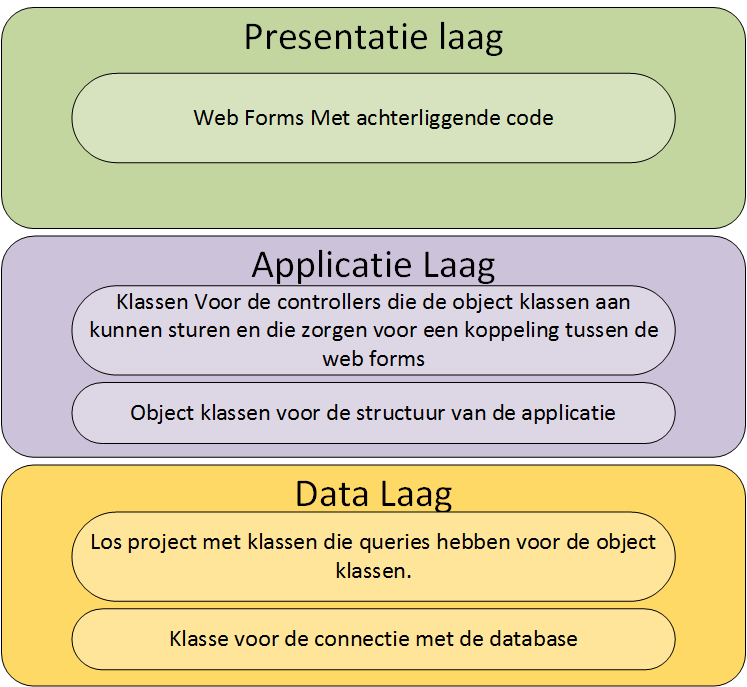 Presentatie laag
Web Forms Met achterliggende code
Applicatie Laag
Klassen Voor de controllers die de object klassen aan
kunnen sturen en die zorgen voor een koppeling tussen de
web forms
Object klassen voor de structuur van de applicatie
Data Laag
Los project met klassen die queries hebben voor de object
klassen.
Klasse voor de connectie met de database